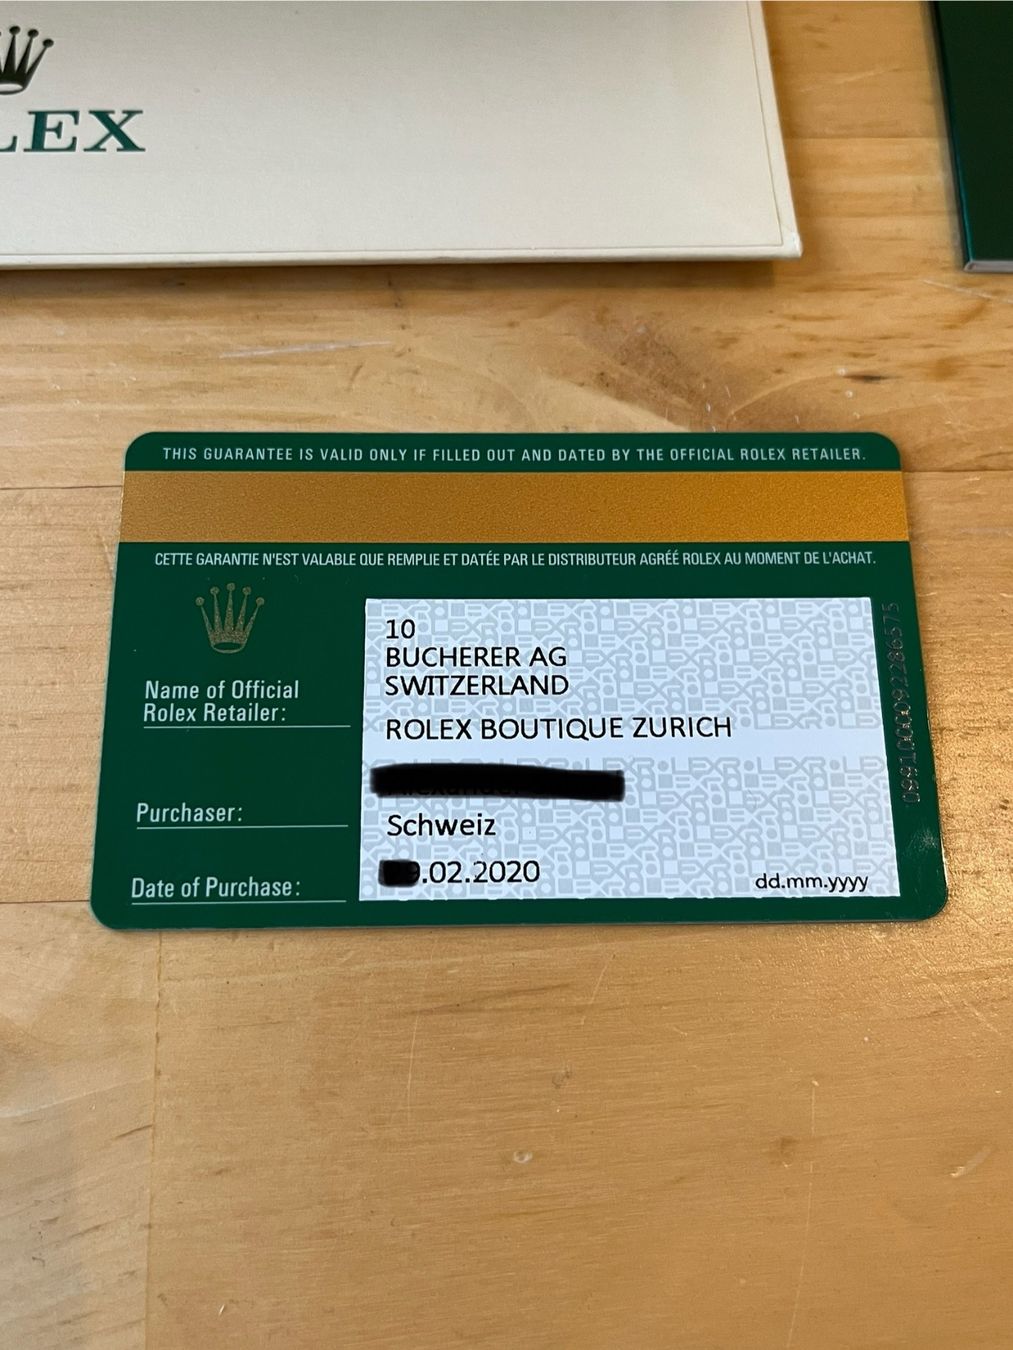 LEX
THIS GUARANTEE IS VALID ONLY IF FILLED OUT AND DATED BY THE OFFICIAL ROLEX RETAILER.
CETTE GARANTIE N'EST VALABLE QUE REMPLIE ET DATÉE PAR LE DISTRIBUTEUR AGRÉÉ ROLEX AU MOMENT DE L'ACHAT.
Name of Official
Rolex Retailer:
10
BUCHERER AG
SWITZERLAND
ROLEX BOUTIQUE ZURICH
Purchaser:
Schweiz
Date of Purchase:
.02.2020
dd.mm.yyyy